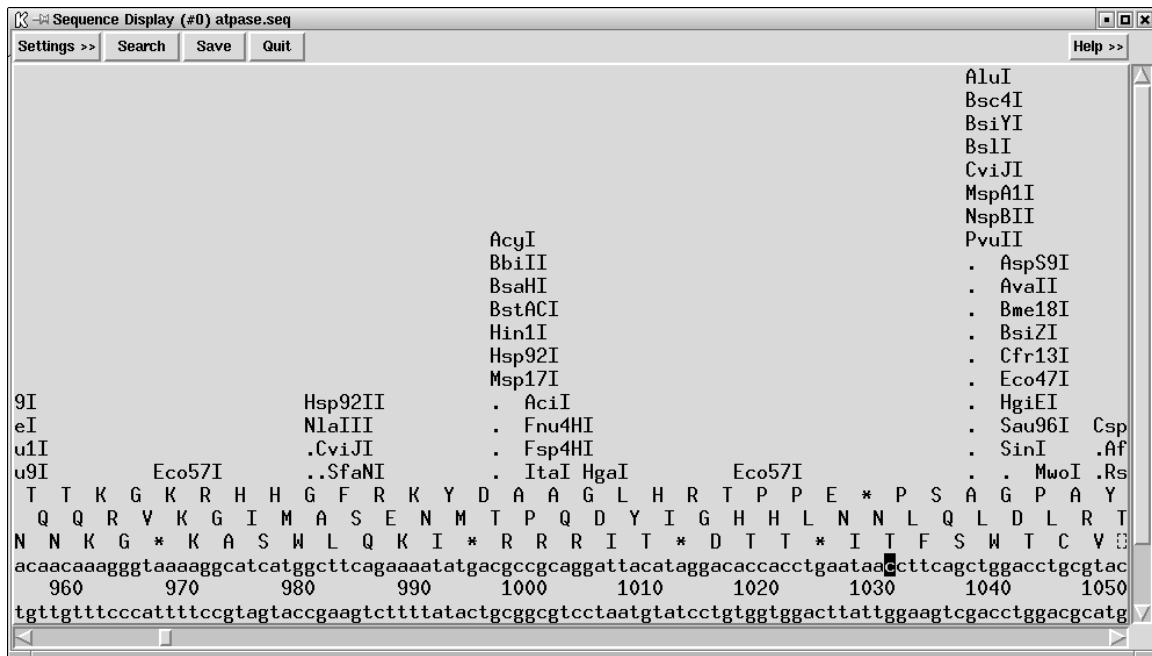 Sequence Display (#0) atpase.seq
Settings >> Search Save Quit Help >>
AluI
Bsc4I
BsiYI
BslI
CviJI
MspA1I
NspBII
AcyI PvuII
BbiII . AspS9I
BsaHI . AvaII
BstACI . Bme18I
Hin1I . BsiZI
Hsp92I . Cfr13I
Msp17I . Eco47I
9I Hsp92II . AciI . HgiEI
eI NlaIII . Fnu4HI . Sau96I Csp
u1I .CviJI . Fsp4HI . SinI .Af
u9I Eco57I ..SfaNI . ItaI HgaI Eco57I . . MwoI .Rs
T T K G K R H H G F R K Y D A A G L H R T P P E * P S A G P A Y
Q Q R V K G I M A S E N M T P Q D Y I G H H L N N L Q L D L R T
N N K G * K A S W L Q K I * R R R I T * D T T * I T F S W T C V
acaacaaagggtaaaaggcatcatggcttcagaaaatatgacgccgcaggattacataggacaccacctgaataaccttcagctggacctgcgtac
960 970 980 990 1000 1010 1020 1030 1040 1050
tgttgtttcccattttccgtagtaccgaagtcttttatactgcggcgtcctaatgtatcctgtggtggacttattggaagtcgacctggacgcatg